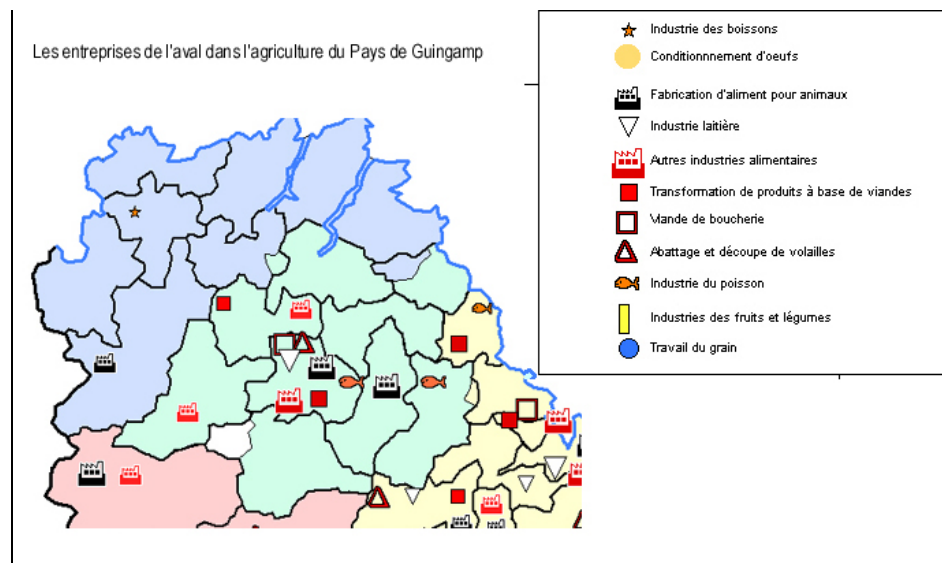 Les entreprises de l'aval dans l'agriculture du Pays de Guingamp
Industrie des boissons
Conditionnnement d'oeufs
Fabrication d'aliment pour animaux
Industrie laitière
Autres industries alimentaires
Transformation de produits à base de viandes
Viande de boucherie
Abattage et découpe de volailles
Industrie du poisson
Industries des fruits et légumes
Travail du grain